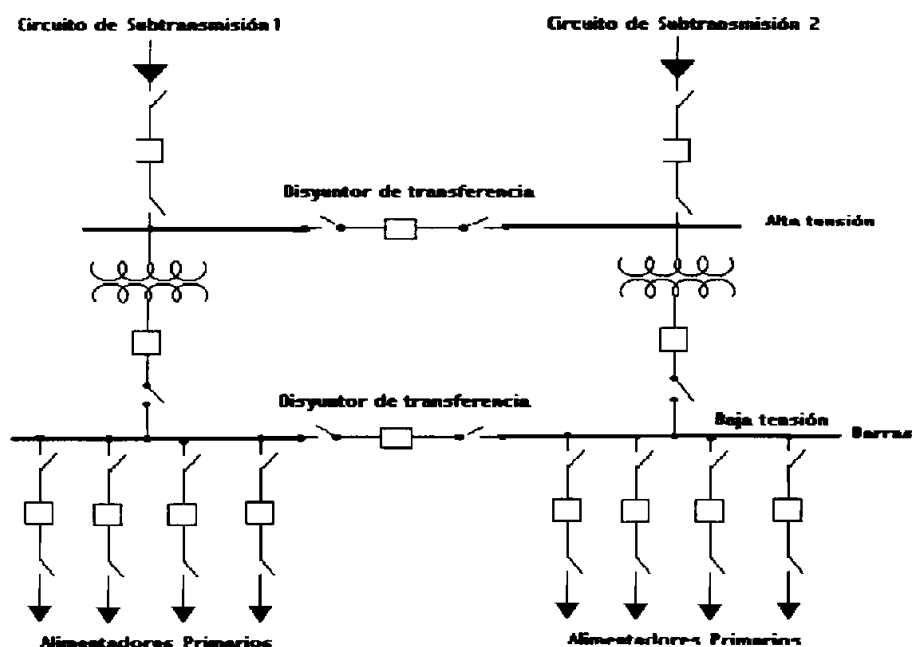 Circuito de Subtransmisión 1
Circuito de Subtransmisión 2
Disyuntor de transferencia
Alta tensión
Disyuntor de transferencia
Baja tensión
Barras
Alimentadores Primarios
Alimentadores Primarios